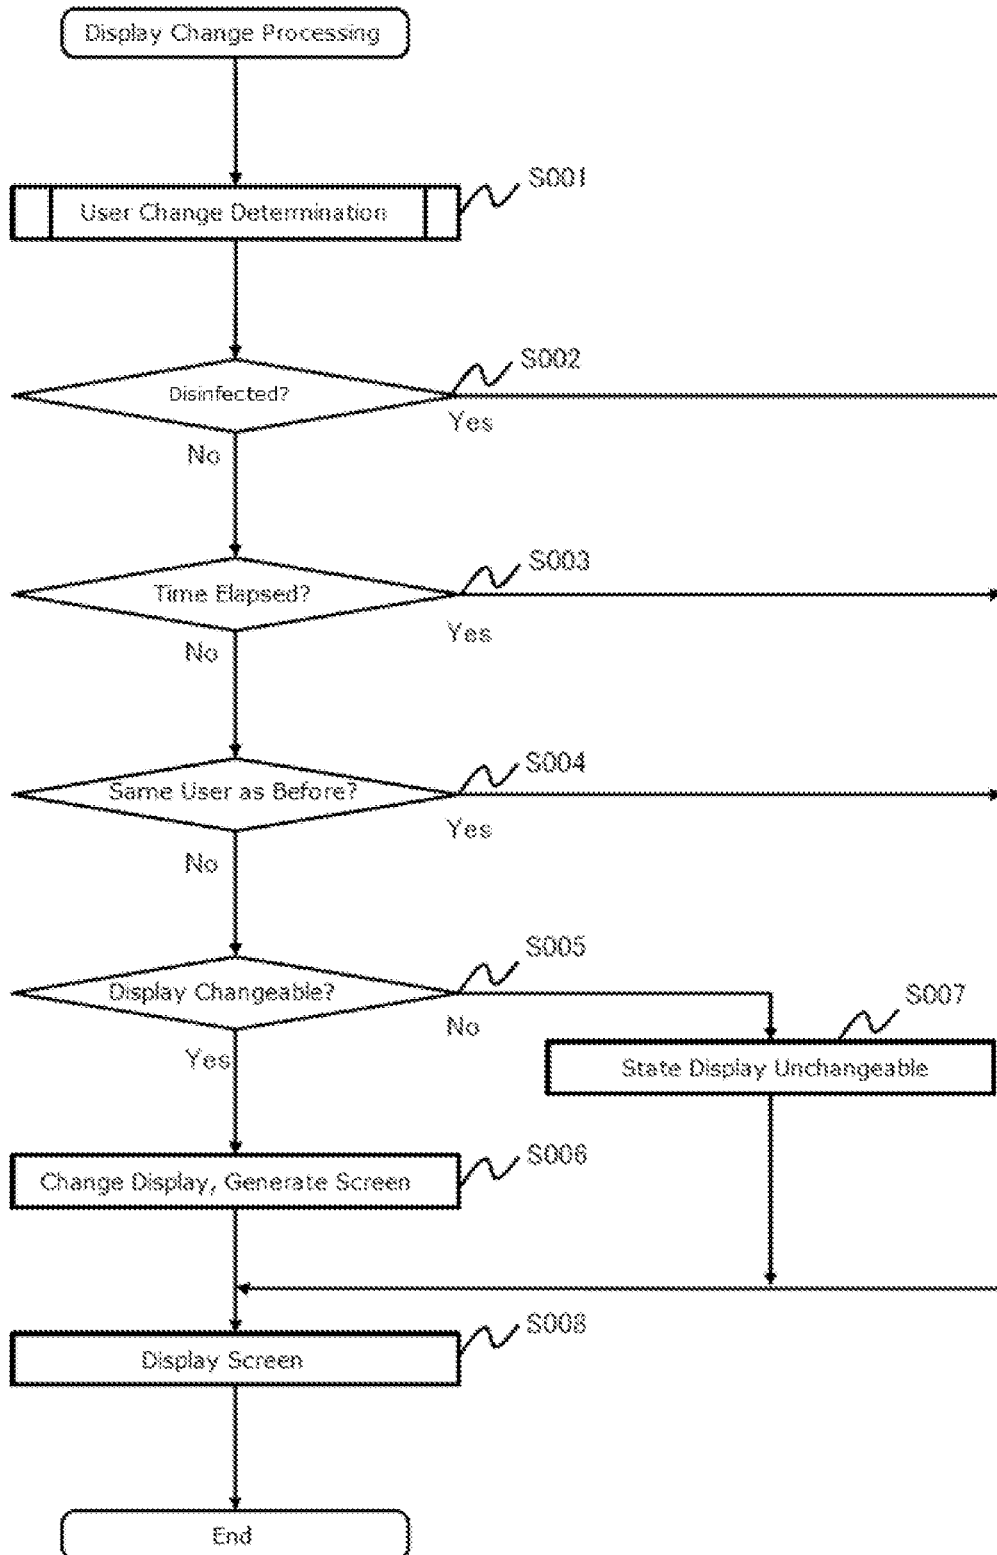 Display Change Processing
S001
User Change Determination
S002
Disinfected?
Yes
No
S003
Time Elapsed?
Yes
No
S004
Same User as Before?
Yes
No
S005
Display Changeable?
No
S007
Yes
State Display Unchangeable
S006
Change Display, Generate Screen
S008
Display Screen
End